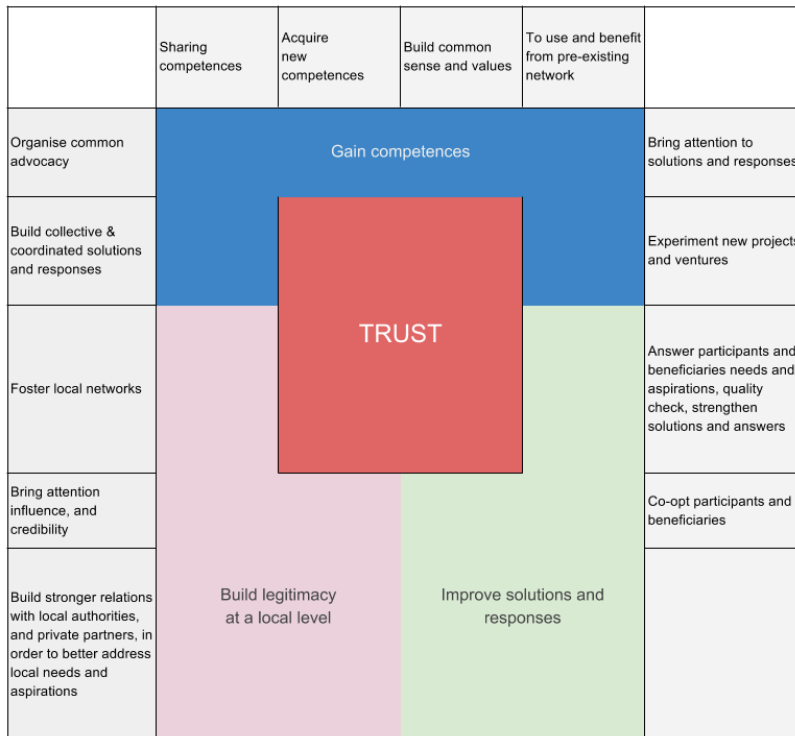 Sharing
competences
Acquire
new
competences
Build common
sense and values
To use and benefit
from pre-existing
network
Organise common
advocacy
Gain competences
Bring attention to
solutions and responses
Build collective &
coordinated solutions
and responses
Experiment new projects
and ventures
TRUST
Foster local networks
Answer participants and
beneficiaries needs and
aspirations, quality
check, strengthen
solutions and answers
Bring attention
influence, and
credibility
Co-opt participants and
beneficiaries
Build stronger relations
with local authorities,
and private partners, in
order to better address
local needs and
aspirations
Build legitimacy
at a local level
Improve solutions and
responses